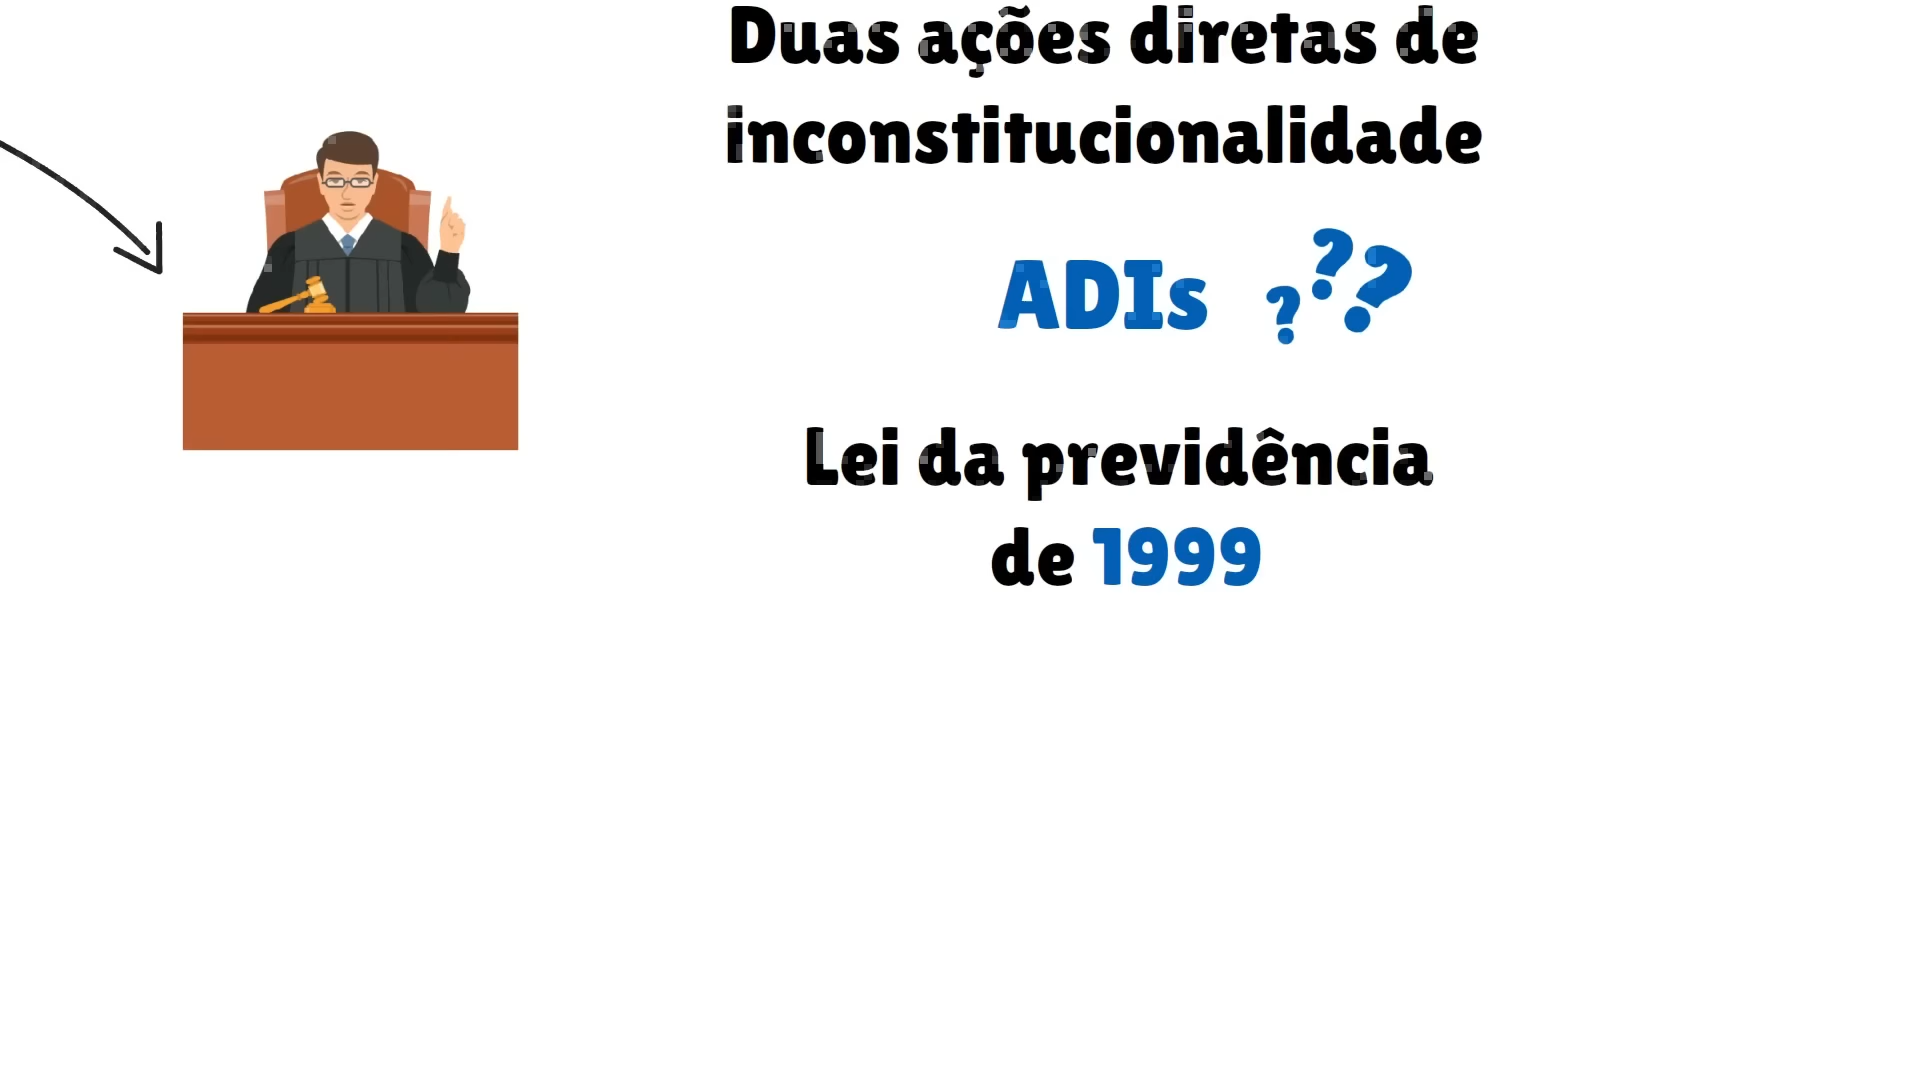 Duas ações diretas de
inconstitucionalidade
ADIs ???
Lei da previdência
de 1999